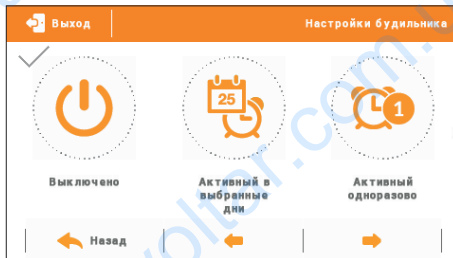 Выход
Настройки будильника
25
1
Выключено
Активный в
выбранные
дни
Активный
одноразово
Назад